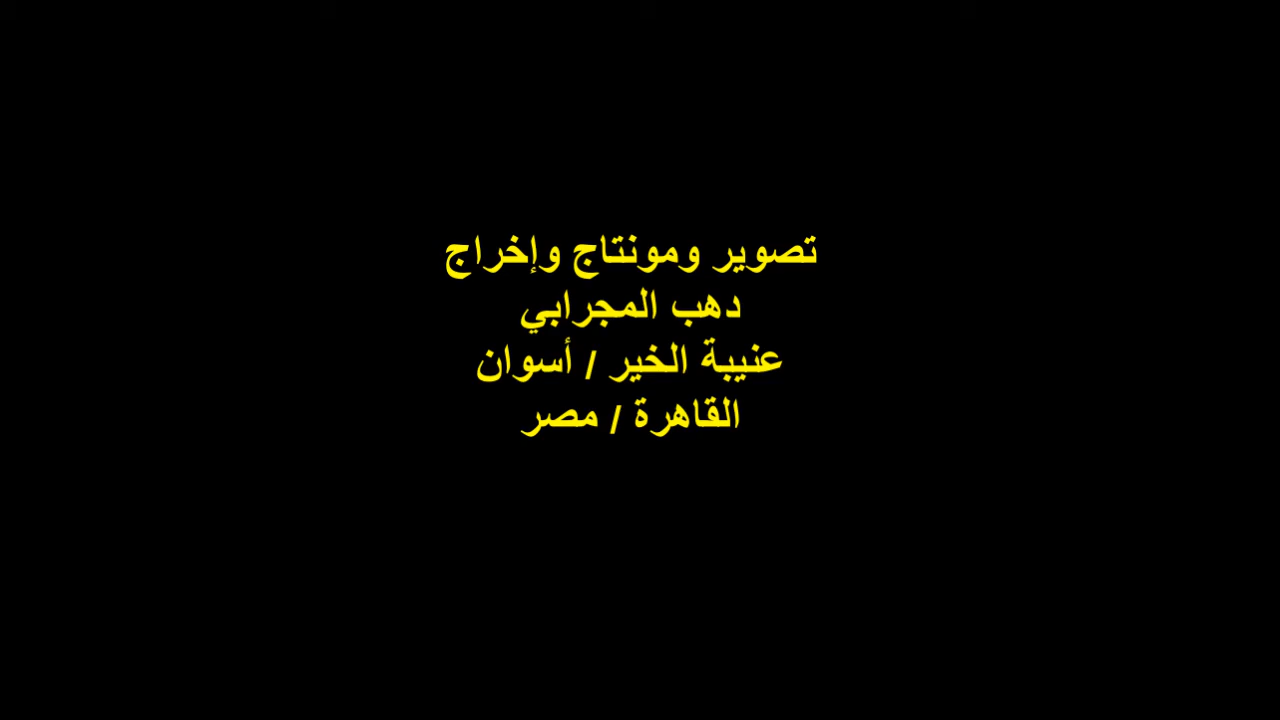 تصوير ومونتاج وإخراج
دهب المجرابي
عنيبة الخير / أسوان
القاهرة / مصر